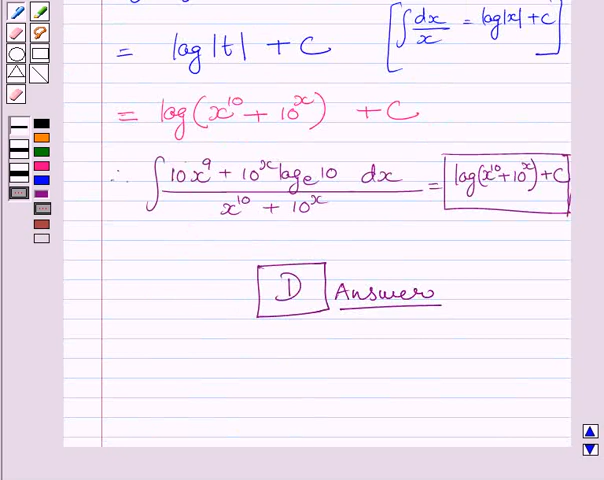 = log|t| + C [∫ dx/x = log|x| + C]
= log(x¹⁰ + 10ˣ) + C
∴ ∫ 10x⁹ + 10ˣ logₑ10 dx / x¹⁰ + 10ˣ = log(x¹⁰ + 10ˣ) + C
D Answer